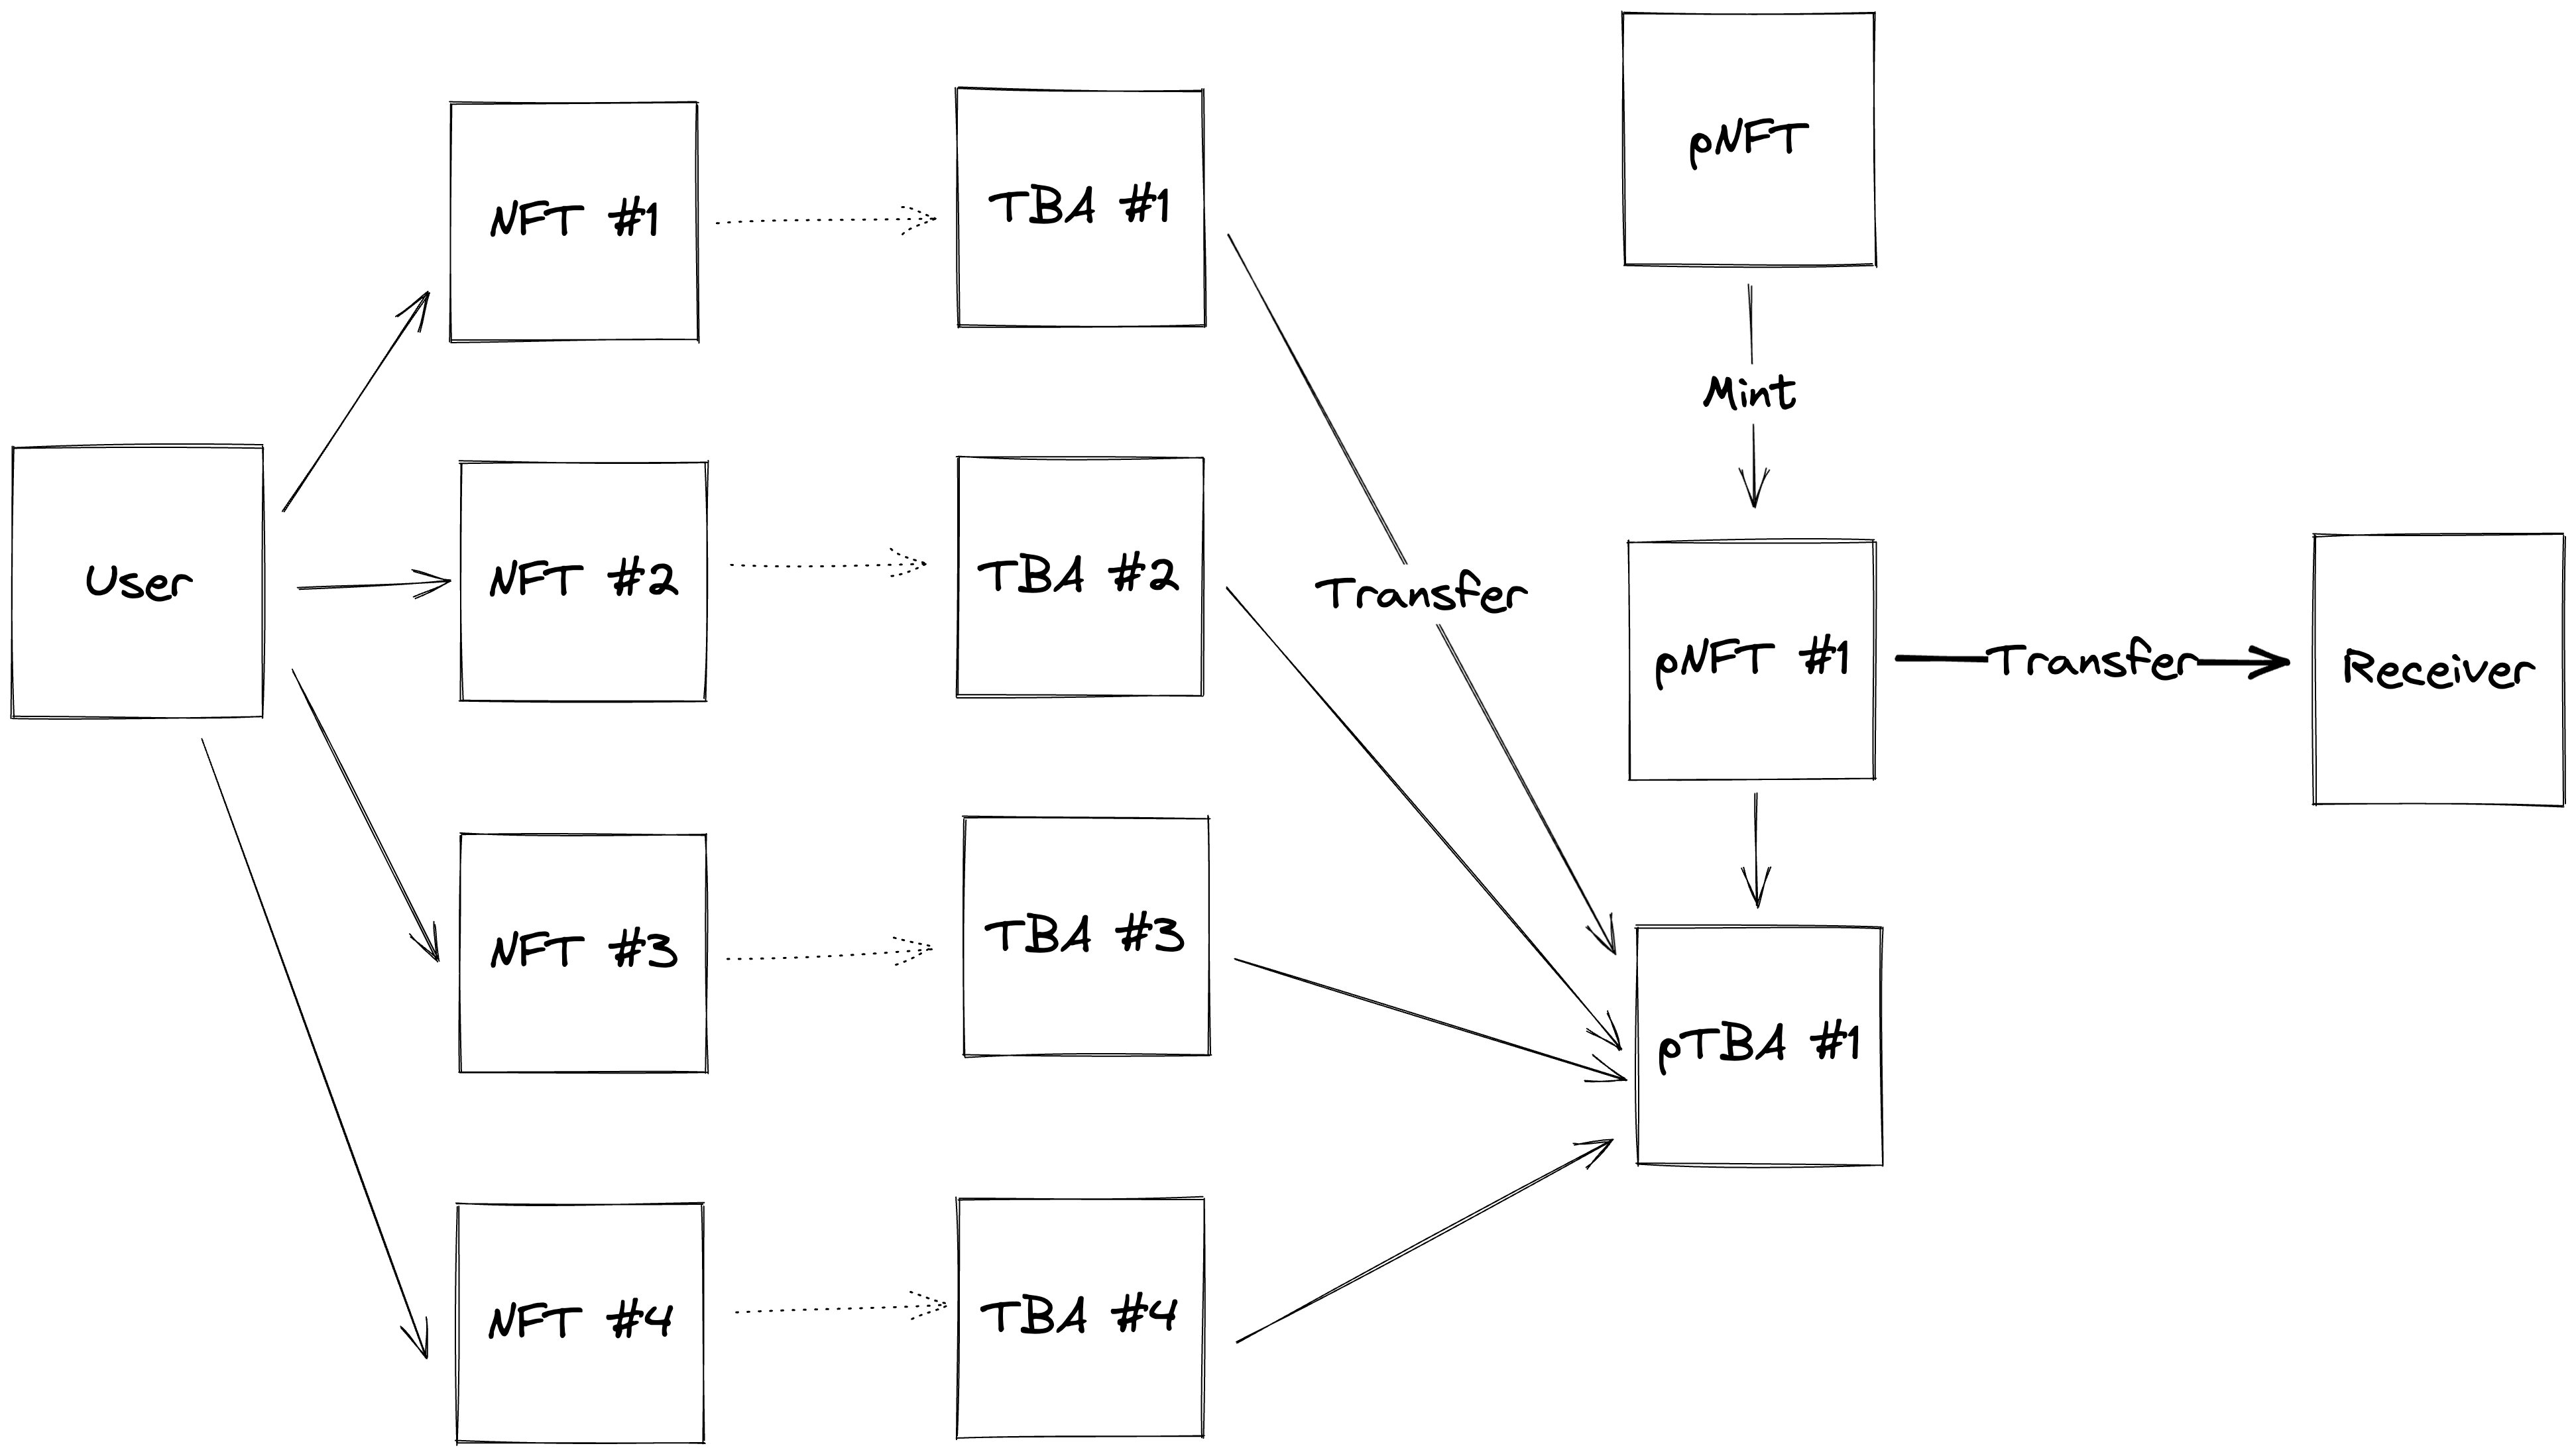 pNFT
NFT #1
TBA #1
Mint
User
NFT #2
TBA #2
Transfer
pNFT #1
Transfer
Receiver
NFT #3
TBA #3
pTBA #1
NFT #4
TBA #4